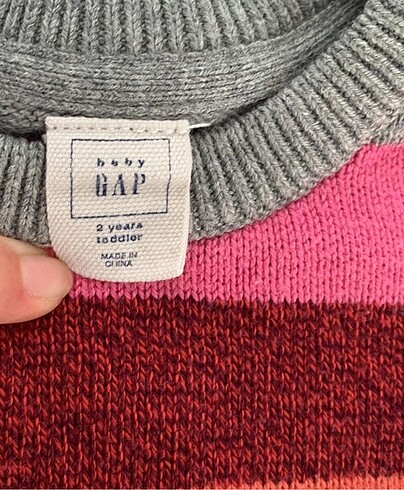 baby
GAP
2 years
toddler
MADE IN
CHINA